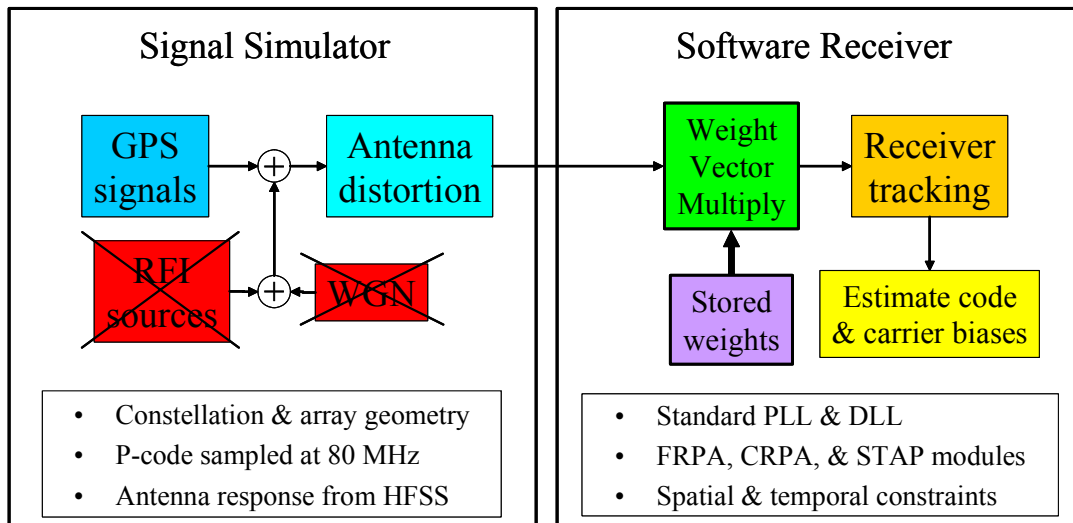 Signal Simulator
GPS
signals
+
Antenna
distortion
RFI
sources
+
WGN
• Constellation & array geometry
• P-code sampled at 80 MHz
• Antenna response from HFSS
Software Receiver
Weight
Vector
Multiply
Receiver
tracking
Stored
weights
Estimate code
& carrier biases
• Standard PLL & DLL
• FRPA, CRPA, & STAP modules
• Spatial & temporal constraints